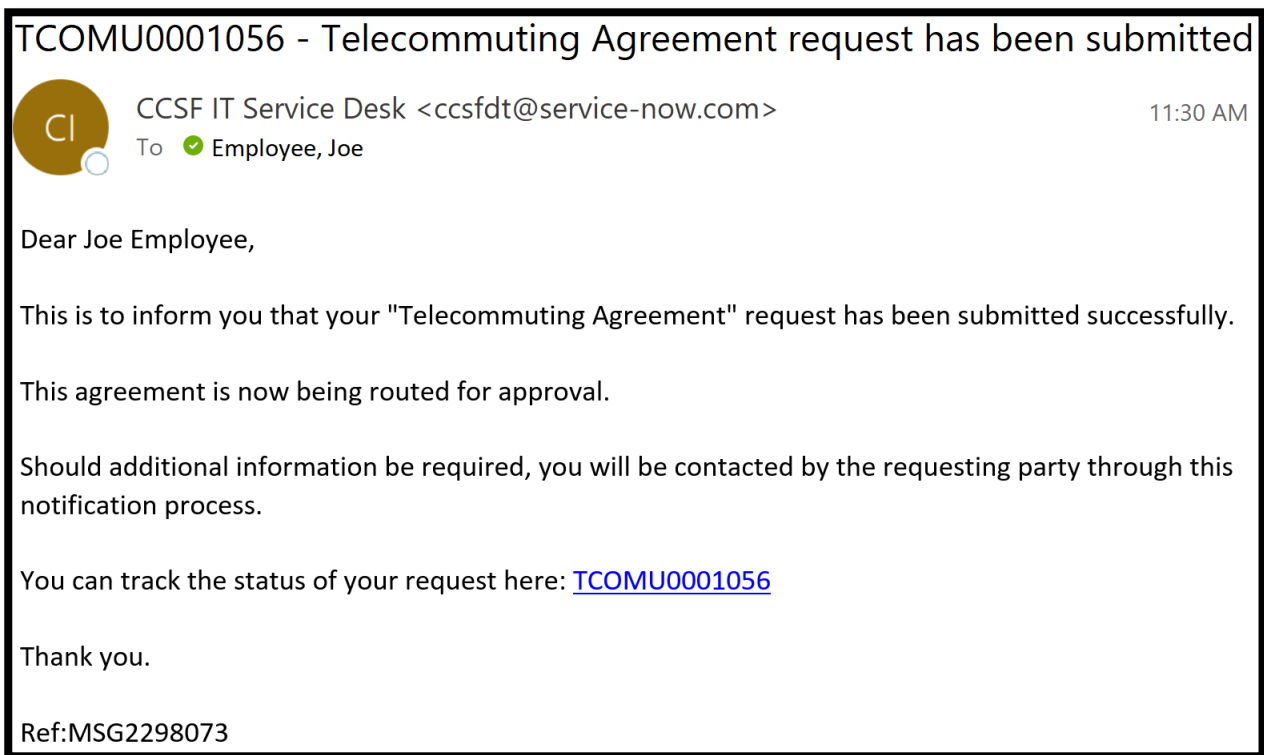 TCOMU0001056 - Telecommuting Agreement request has been submitted
CI
CCSF IT Service Desk <ccsfdt@service-now.com>
11:30 AM
To Employee, Joe
Dear Joe Employee,
This is to inform you that your "Telecommuting Agreement" request has been submitted successfully.
This agreement is now being routed for approval.
Should additional information be required, you will be contacted by the requesting party through this
notification process.
You can track the status of your request here: TCOMU0001056
Thank you.
Ref:MSG2298073